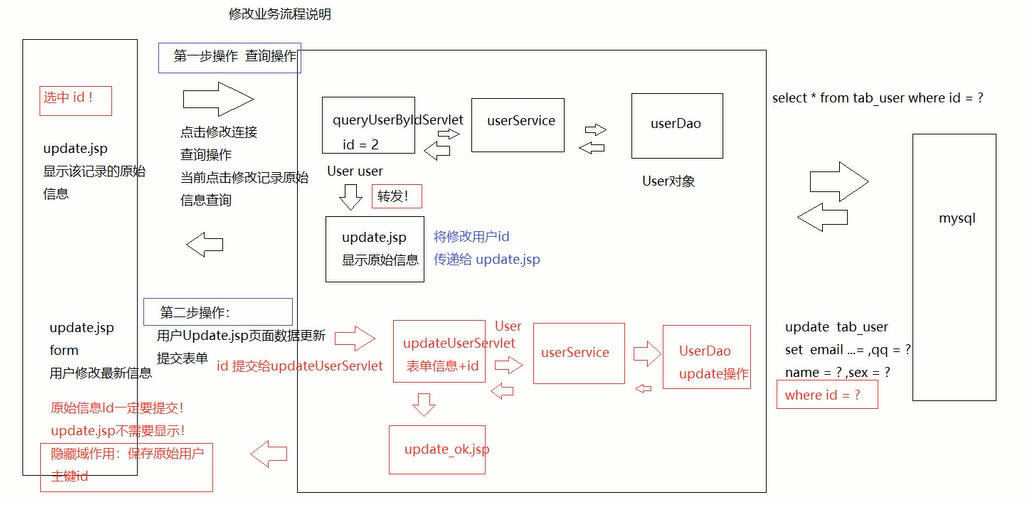 修改业务流程说明
第一步操作 查询操作
选中 id！
update.jsp
显示该记录的原始
信息
点击修改连接
查询操作
当前点击修改记录原始
信息查询
queryUserByIdServlet
id = 2
User user
转发！
update.jsp
显示原始信息
将修改用户id
传递给 update.jsp
userService
userDao
User对象
select * from tab_user where id = ?
mysql
第二步操作：
用户Update.jsp页面数据更新
提交表单
id 提交给updateUserServlet
update.jsp
form
用户修改最新信息
原始信息Id一定要提交！
update.jsp不需要显示！
隐藏域作用：保存原始用户
主键id
updateUserServlet
表单信息+id
User
userService
UserDao
update操作
update_ok.jsp
update tab_user
set email ...= ,qq = ?
name = ? ,sex = ?
where id = ?